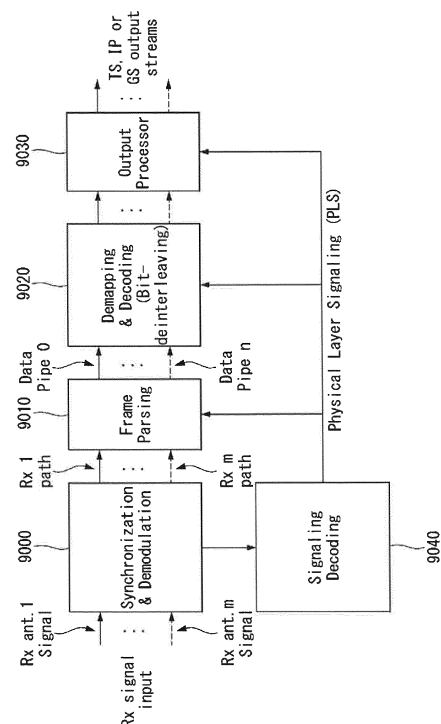 Rx signal
input
Rx ant.1
Signal
Rx ant.m
Signal
9000
Synchronization
& Demodulation
Rx 1
path
Rx m
path
9010
Frame
Parsing
Data
Pipe 0
Data
Pipe n
9020
Demapping
& Decoding
(Bit-
deinterleaving)
9030
Output
Processor
TS, IP or
GS output
streams
Signaling
Decoding
9040
Physical Layer Signaling (PLS)